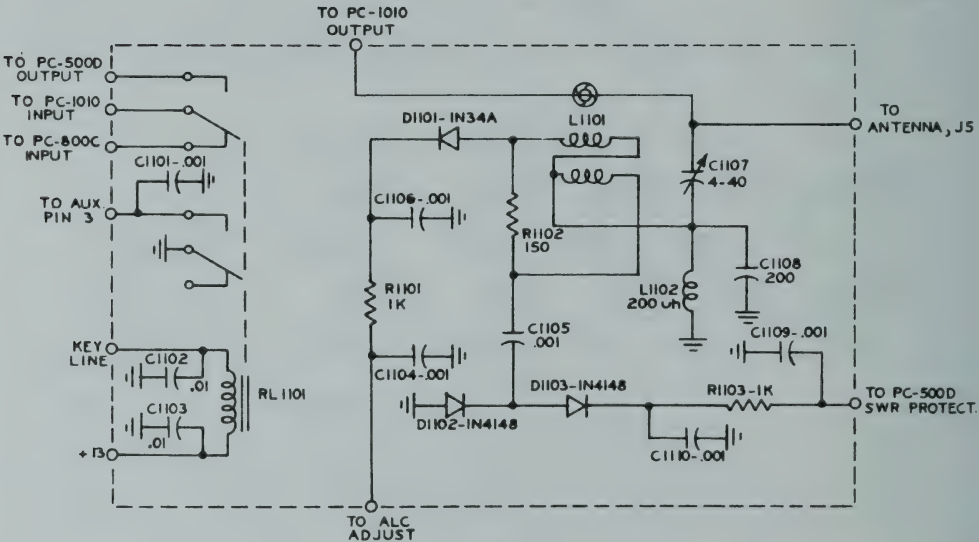 TO PC-1010
OUTPUT
TO PC-500D
OUTPUT
TO PC-1010
INPUT
TO PC-800C
INPUT
C1101-.001
TO AUX.
PIN 3
KEY
LINE
C1102
.01
C1103
.01
RL1101
+13
D1101-1N34A
C1106-.001
R1101
1K
C1104-.001
TO ALC
ADJUST
L1101
R1102
150
C1105
.001
D1102-1N4148
D1103-1N4148
L1102
200 uh
C1107
4-40
C1108
200
C1109-.001
R1103-1K
C1110-.001
TO
ANTENNA, J5
TO PC-500D
SWR PROTECT.